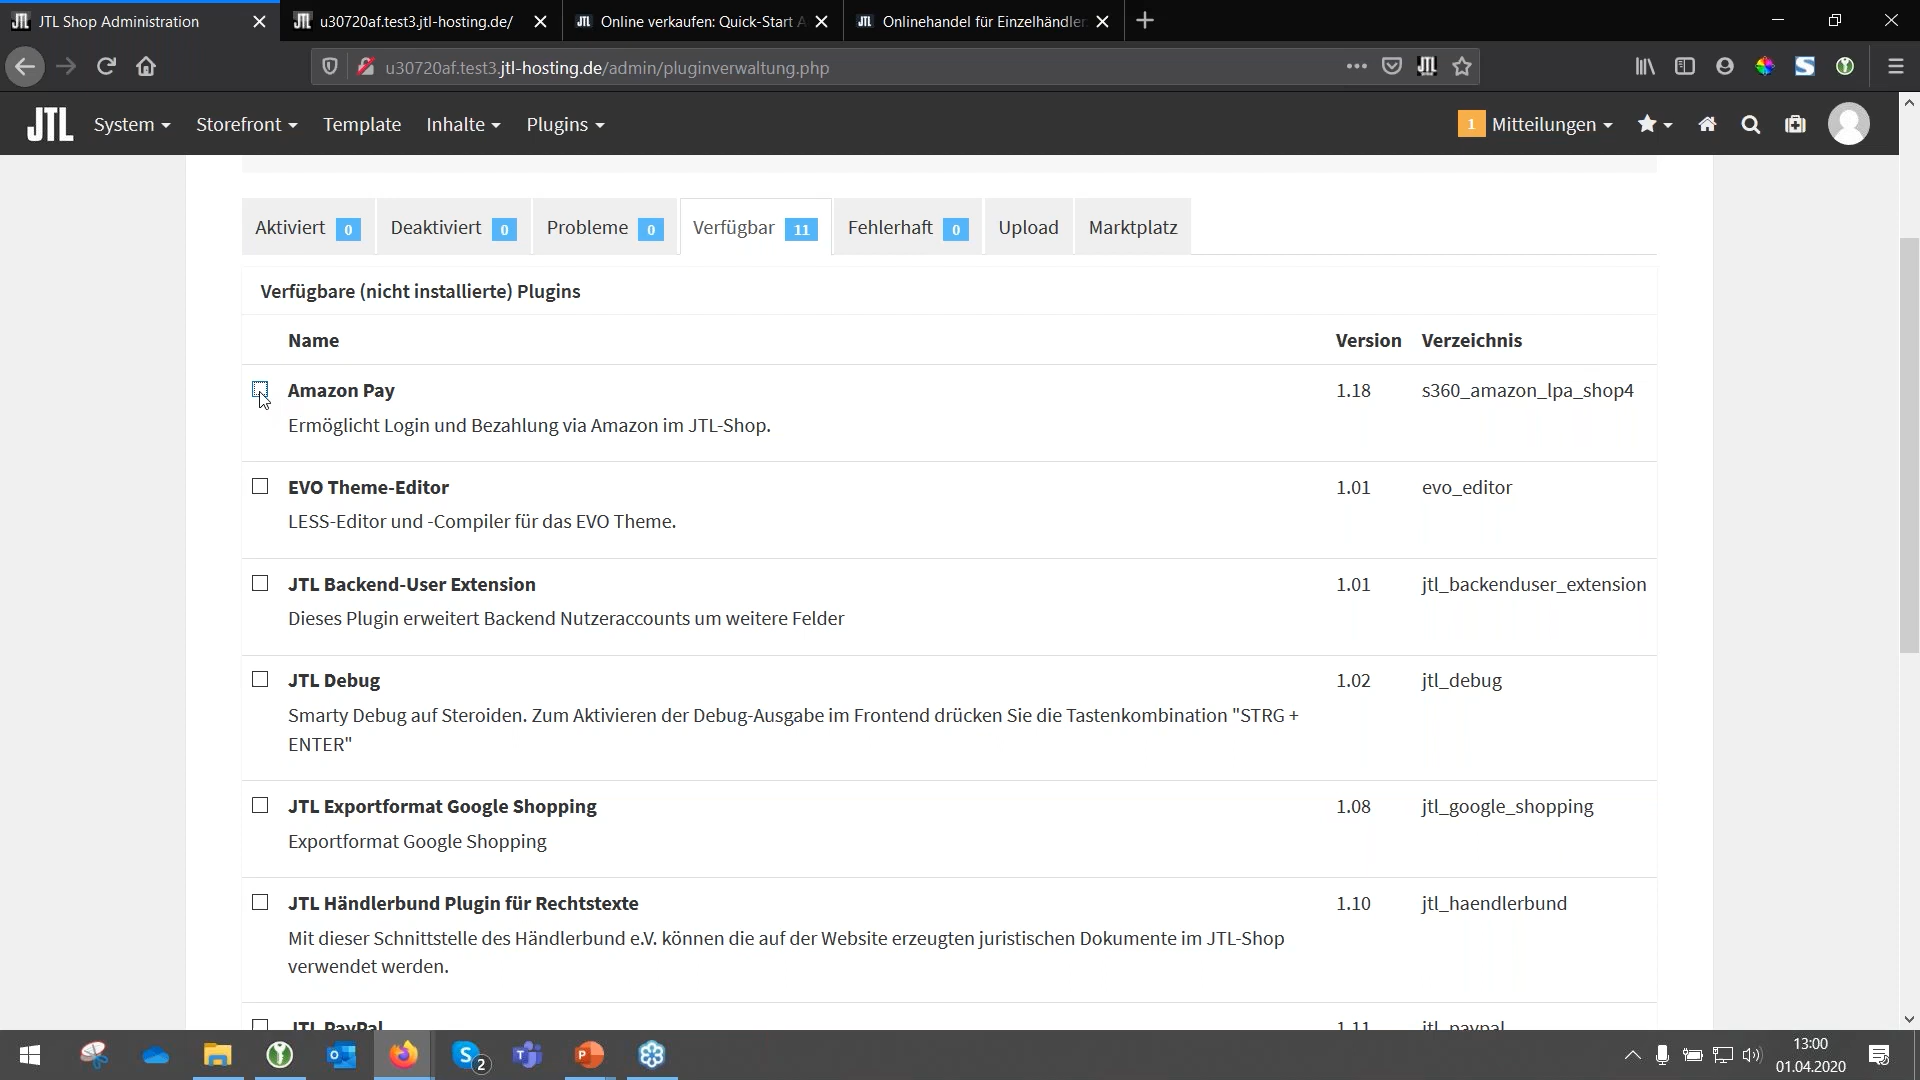 JTL Shop Administration
u30720af.test3.jtl-hosting.de/
Online verkaufen: Quick-Start A
Onlinehandel für Einzelhändler
u30720af.test3.jtl-hosting.de/admin/pluginverwaltung.php
JTL System Storefront Template Inhalte Plugins 1 Mitteilungen
Aktiviert 0 Deaktiviert 0 Probleme 0 Verfügbar 11 Fehlerhaft 0 Upload Marktplatz
Verfügbare (nicht installierte) Plugins
Name Version Verzeichnis
Amazon Pay 1.18 s360_amazon_lpa_shop4
Ermöglicht Login und Bezahlung via Amazon im JTL-Shop.
EVO Theme-Editor 1.01 evo_editor
LESS-Editor und -Compiler für das EVO Theme.
JTL Backend-User Extension 1.01 jtl_backenduser_extension
Dieses Plugin erweitert Backend Nutzeraccounts um weitere Felder
JTL Debug 1.02 jtl_debug
Smarty Debug auf Steroiden. Zum Aktivieren der Debug-Ausgabe im Frontend drücken Sie die Tastenkombination "STRG +
ENTER"
JTL Exportformat Google Shopping 1.08 jtl_google_shopping
Exportformat Google Shopping
JTL Händlerbund Plugin für Rechtstexte 1.10 jtl_haendlerbund
Mit dieser Schnittstelle des Händlerbund e.V. können die auf der Website erzeugten juristischen Dokumente im JTL-Shop
verwendet werden.
JTL PayPal 1.11 jtl_paypal
2
13:00
01.04.2020